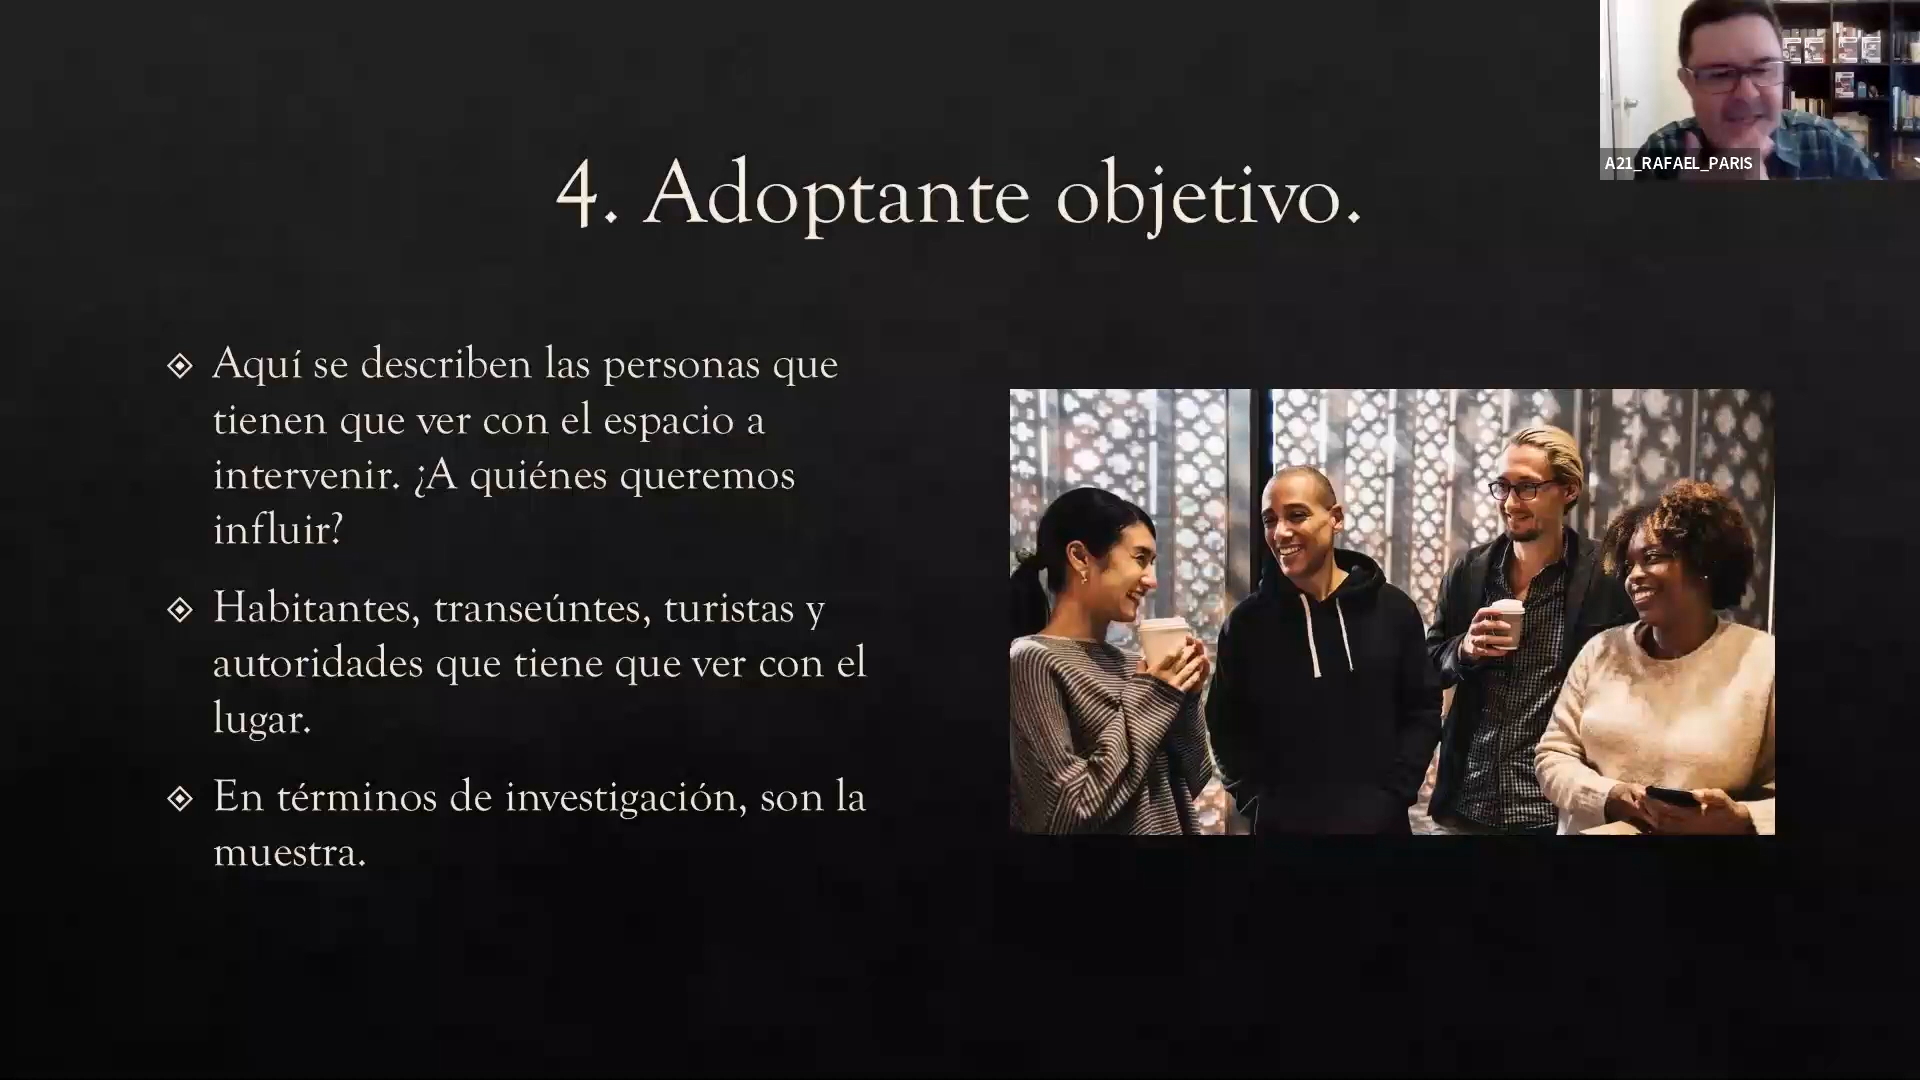 A21_RAFAEL_PARIS
4. Adoptante objetivo.
Aquí se describen las personas que
tienen que ver con el espacio a
intervenir. ¿A quiénes queremos
influir?
Habitantes, transeúntes, turistas y
autoridades que tiene que ver con el
lugar.
En términos de investigación, son la
muestra.